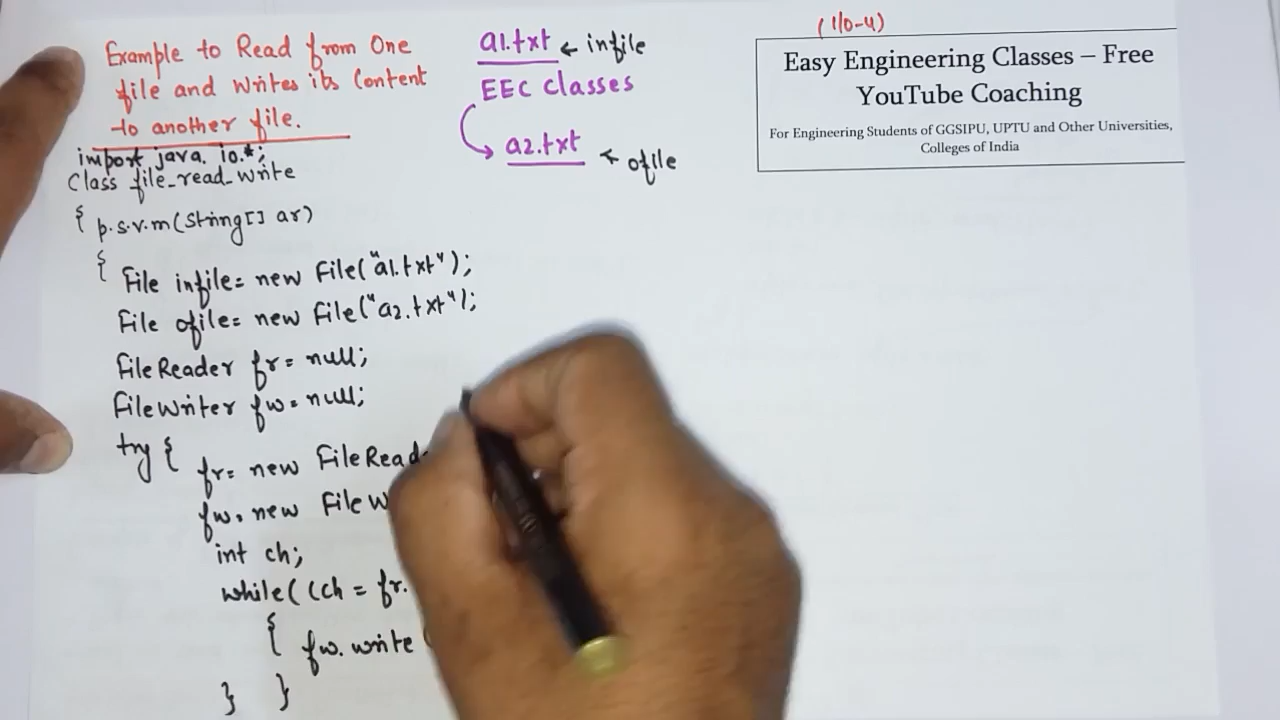 Example to Read from One
file and writes its content
to another file.
a1.txt ← infile
EEC classes
a2.txt ← ofile
(I/O-4)
Easy Engineering Classes – Free
YouTube Coaching
For Engineering Students of GGSIPU, UPTU and Other Universities,
Colleges of India
import java.io.*;
Class file_read_write
{ p.s.v.m(String[] ar)
{ File infile= new File("a1.txt");
File ofile= new File("a2.txt");
FileReader fr= null;
FileWriter fw= null;
try {
fr= new FileRead
fw= new FileW
int ch;
while( (ch = fr.
{ fw.write (
} }